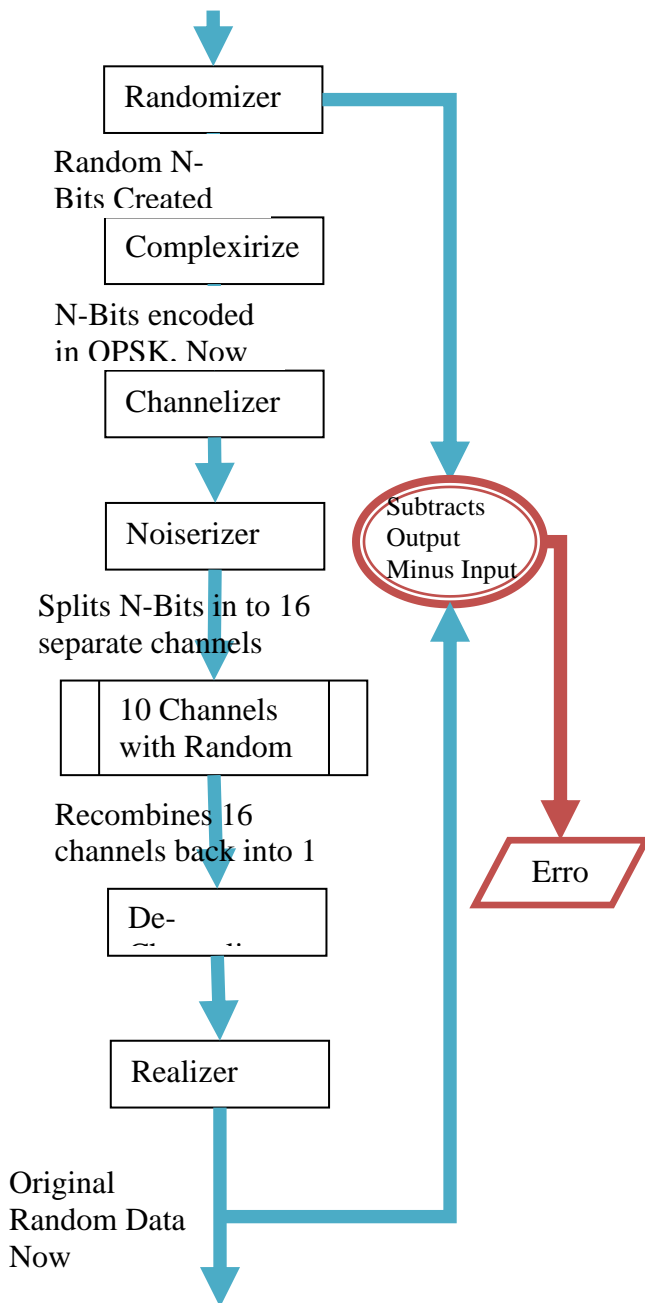 Randomizer
Random N-
Bits Created
Complexirize
N-Bits encoded
in QPSK. Now
Channelizer
Noiserizer
Subtracts
Output
Minus Input
Splits N-Bits in to 16
separate channels
10 Channels
with Random
Recombines 16
channels back into 1
Erro
De-
Realizer
Original
Random Data
Now